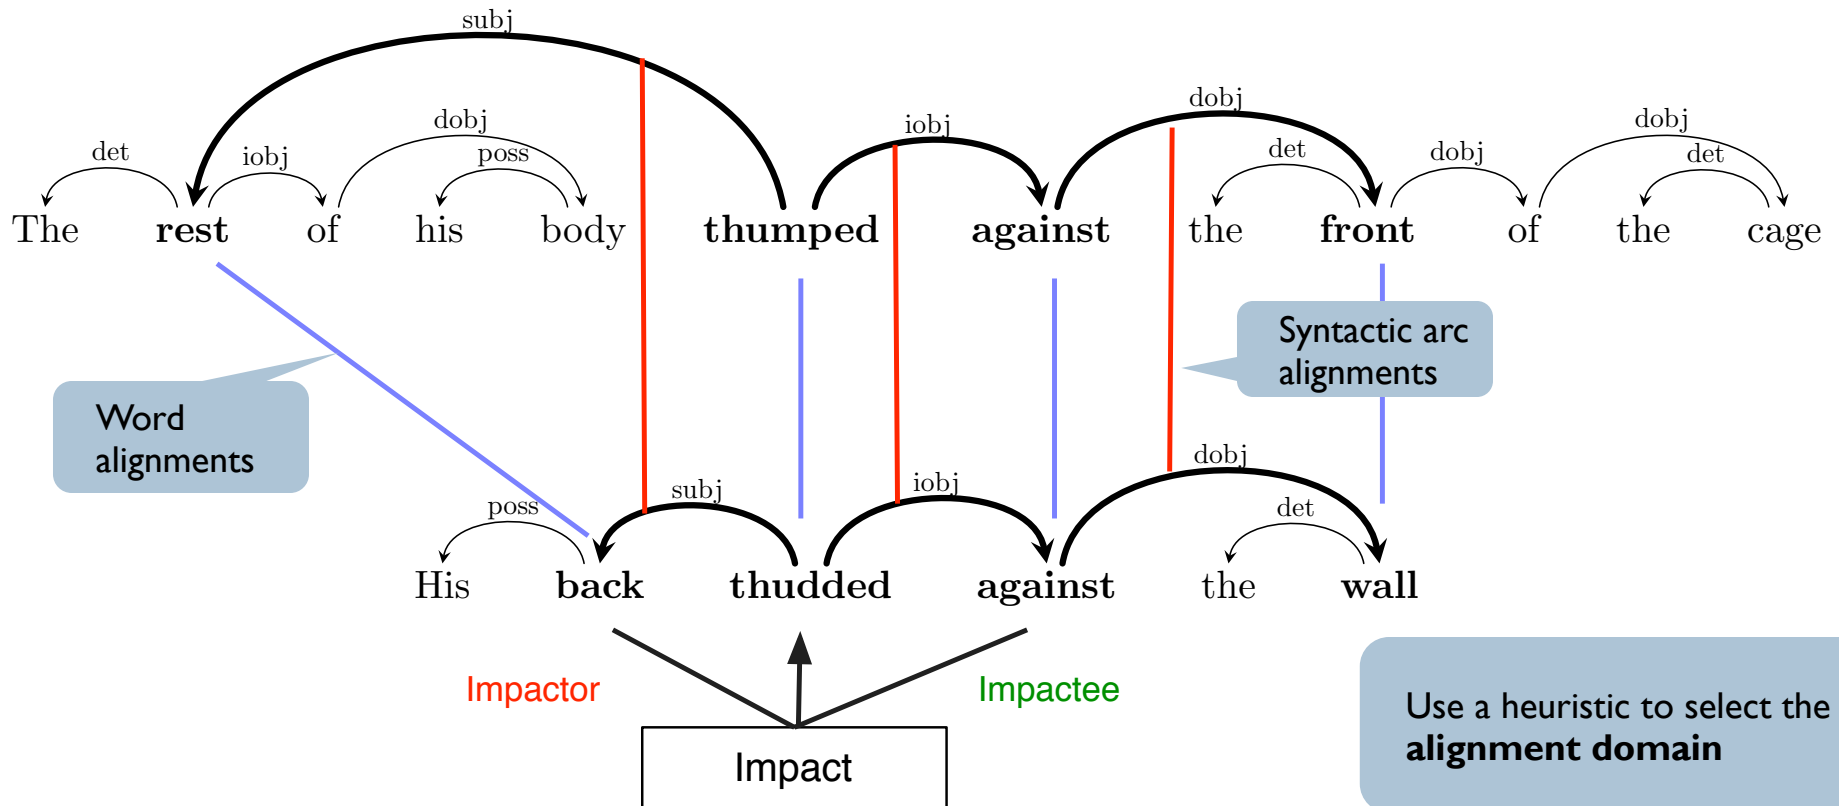 subj
dobj
dobj
dobj
iobj
det
iobj
poss
det
dobj
det
The rest of his body thumped against the front of the cage
Syntactic arc
alignments
Word
alignments
dobj
subj
iobj
poss
det
His back thudded against the wall
Impactor
Impactee
Impact
Use a heuristic to select the
alignment domain